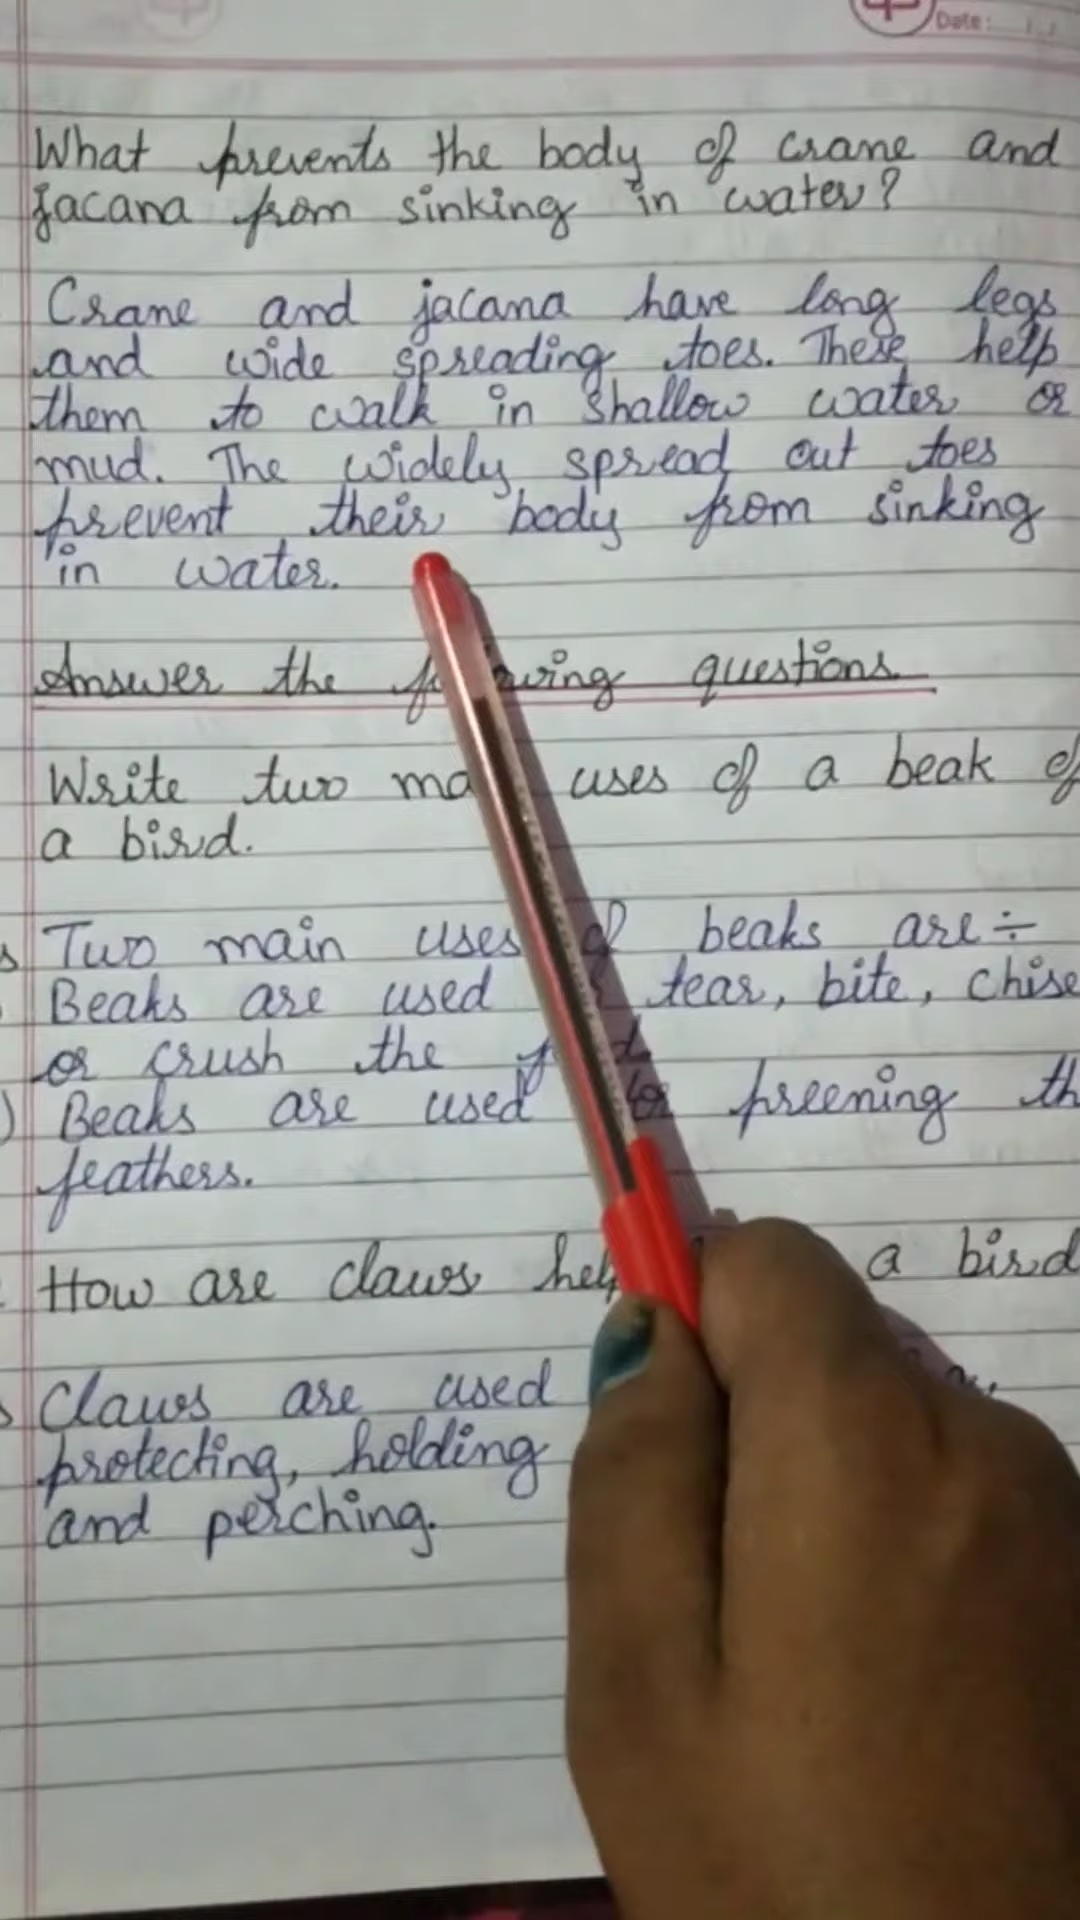 Date:
What prevents the body of crane and
jacana from sinking in water?
Crane and jacana have long legs
and wide spreading toes. These help
them to walk in shallow water or
mud. The widely spread out toes
prevent their body from sinking
in water.
Answer the questions.
Write two uses of a beak of
a bird.
Two main uses of beaks are ÷
Beaks are used tear, bite, chise
or crush the
) Beaks are used for preening th
feathers.
How are claws a bird
Claws are used
protecting, holding
and perching.